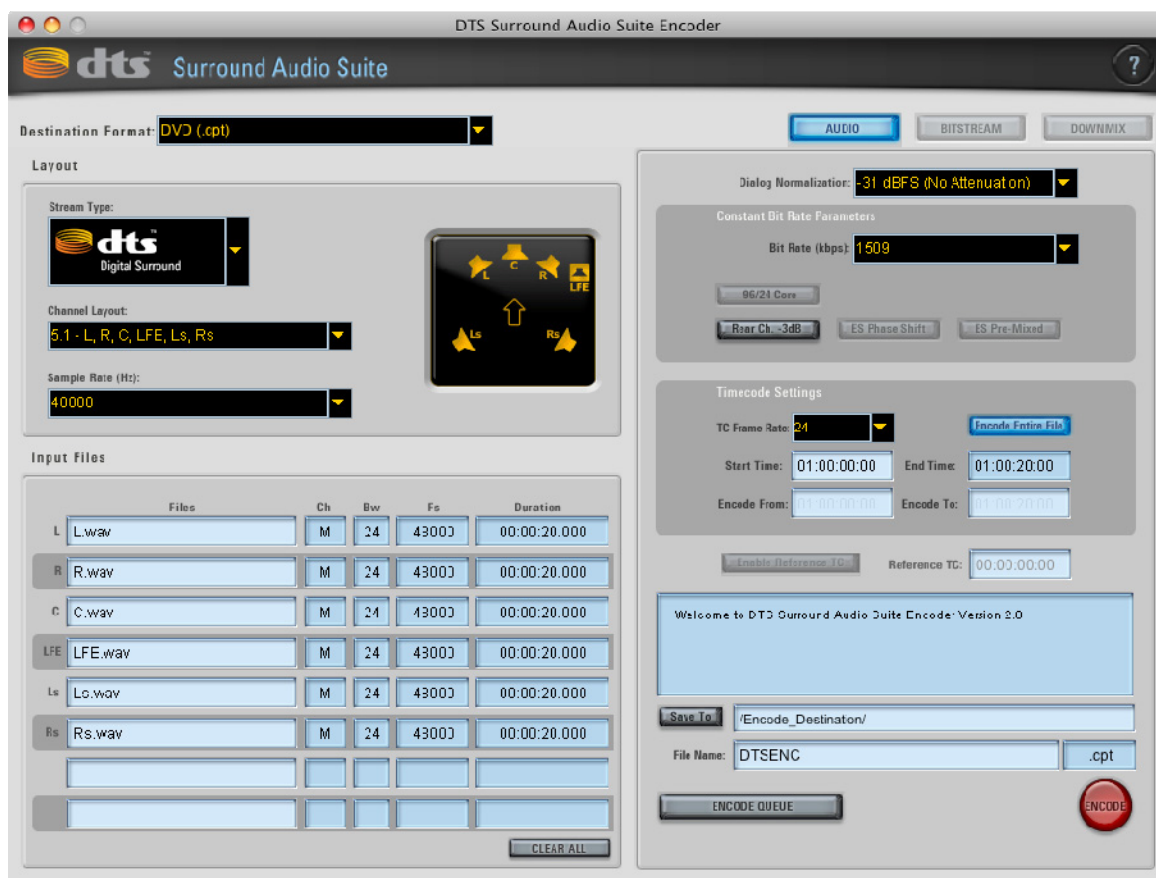 DTS Surround Audio Suite Encoder
dts Surround Audio Suite
?
Destination Format: DVD (.cpt)
AUDIO
BITSTREAM
DOWNMIX
Layout
Stream Type:
dts
Digital Surround
Channel Layout:
5.1 - L, R, C, LFE, Ls, Rs
Sample Rate (Hz):
40000
L
C
R
LFE
Ls
Rs
Dialog Normalization: -31 dBFS (No Attenuation)
Constant Bit Rate Parameters
Bit Rate (kbps): 1509
96/24 Core
Rear Ch. -3dB
ES Phase Shift
ES Pre-Mixed
Timecode Settings
TC Frame Rate: 24
Encode Entire File
Start Time: 01:00:00:00
End Time: 01:00:20:00
Encode From: 01:00:00:00
Encode To: 01:00:20:00
Enable Reference TC
Reference TC: 00:00:00:00
Input Files
Files Ch Bw Fs Duration
L L.wav M 24 48000 00:00:20.000
R R.wav M 24 48000 00:00:20.000
C C.wav M 24 48000 00:00:20.000
LFE LFE.wav M 24 48000 00:00:20.000
Ls Ls.wav M 24 48000 00:00:20.000
Rs Rs.wav M 24 48000 00:00:20.000
CLEAR ALL
Welcome to DTS Surround Audio Suite Encoder Version 2.0
Save To /Encode_Destination/
File Name: DTSENC .cpt
ENCODE QUEUE
ENCODE